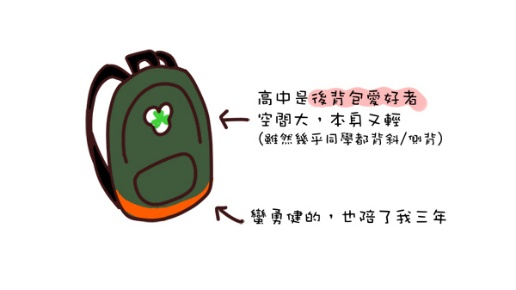 高中是後背包愛好者
空間大，本身又輕
(雖然幾乎同學都背斜/側背)
蠻勇健的，也陪了我三年